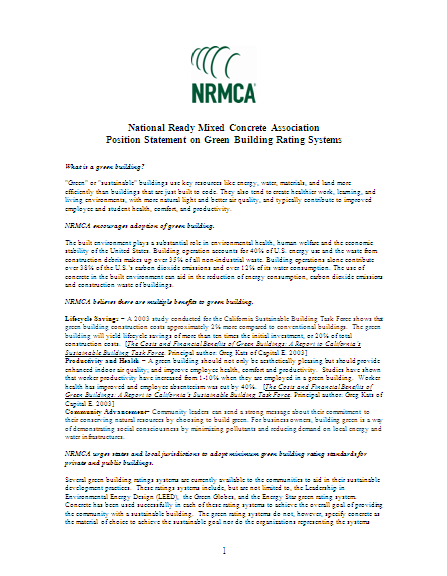 NRMCA
National Ready Mixed Concrete Association
Position Statement on Green Building Rating Systems
What is a green building?
"Green" or "sustainable" buildings use key resources like energy, water, materials, and land more
efficiently than buildings that are just built to code. They also tend to create healthier work, learning, and
living environments, with more natural light and better air quality, and typically contribute to improved
employee and student health, comfort, and productivity.
NRMCA encourages adoption of green building.
The built environment plays a substantial role in environmental health, human welfare and the economic
stability of the United States. Building operation accounts for 40% of U.S. energy use and the waste from
construction debris makes up over 35% of all non-industrial waste. Building operations alone contribute
over 38% of the U.S.'s carbon dioxide emissions and over 12% of its water consumption. The use of
concrete in the built environment can aid in the reduction of energy consumption, carbon dioxide emissions
and construction waste of buildings.
NRMCA believes there are multiple benefits to green building.
Lifecycle Savings – A 2003 study conducted for the California Sustainable Building Task Force shows that
green building construction costs approximately 2% more compared to conventional buildings. The green
building will yield lifecycle savings of more than ten times the initial investment, or 20% of total
construction costs. [The Costs and Financial Benefits of Green Buildings: A Report to California's
Sustainable Building Task Force. Principal author. Greg Kats of Capital E. 2003]
Productivity and Health – A green building should not only be aesthetically pleasing but should provide
enhanced indoor air quality, and improve employee health, comfort and productivity. Studies have shown
that worker productivity have increased from 1-10% when they are employed in a green building. Worker
health has improved and employee absenteeism was cut by 40%. [The Costs and Financial Benefits of
Green Buildings: A Report to California's Sustainable Building Task Force. Principal author. Greg Kats of
Capital E. 2003]
Community Advancement– Community leaders can send a strong message about their commitment to
their conserving natural resources by choosing to build green. For business owners, building green is a way
of demonstrating social consciousness by minimizing pollutants and reducing demand on local energy and
water infrastructures.
NRMCA urges states and local jurisdictions to adopt minimum green building rating standards for
private and public buildings.
Several green building ratings systems are currently available to the communities to aid in their sustainable
development practices. These ratings systems include, but are not limited to, the Leadership in
Environmental Energy Design (LEED), the Green Globes, and the Energy Star green rating system.
Concrete has been used successfully in each of these rating systems to achieve the overall goal of providing
the community with a sustainable building. The green rating systems do not, however, specify concrete as
the material of choice to achieve the sustainable goal nor do the organizations representing the systems
1